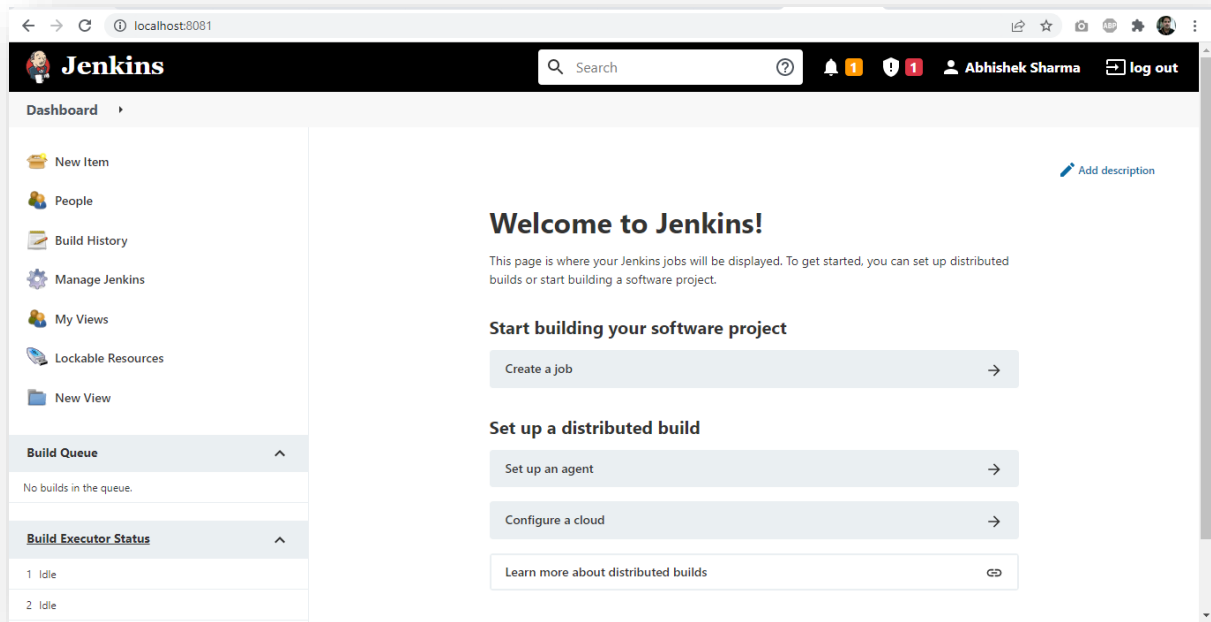 localhost:8081
ABP
Jenkins
Search
1
1
Abhishek Sharma
log out
Dashboard
New Item
People
Build History
Manage Jenkins
My Views
Lockable Resources
New View
Build Queue
No builds in the queue.
Build Executor Status
1 Idle
2 Idle
Add description
Welcome to Jenkins!
This page is where your Jenkins jobs will be displayed. To get started, you can set up distributed
builds or start building a software project.
Start building your software project
Create a job
Set up a distributed build
Set up an agent
Configure a cloud
Learn more about distributed builds